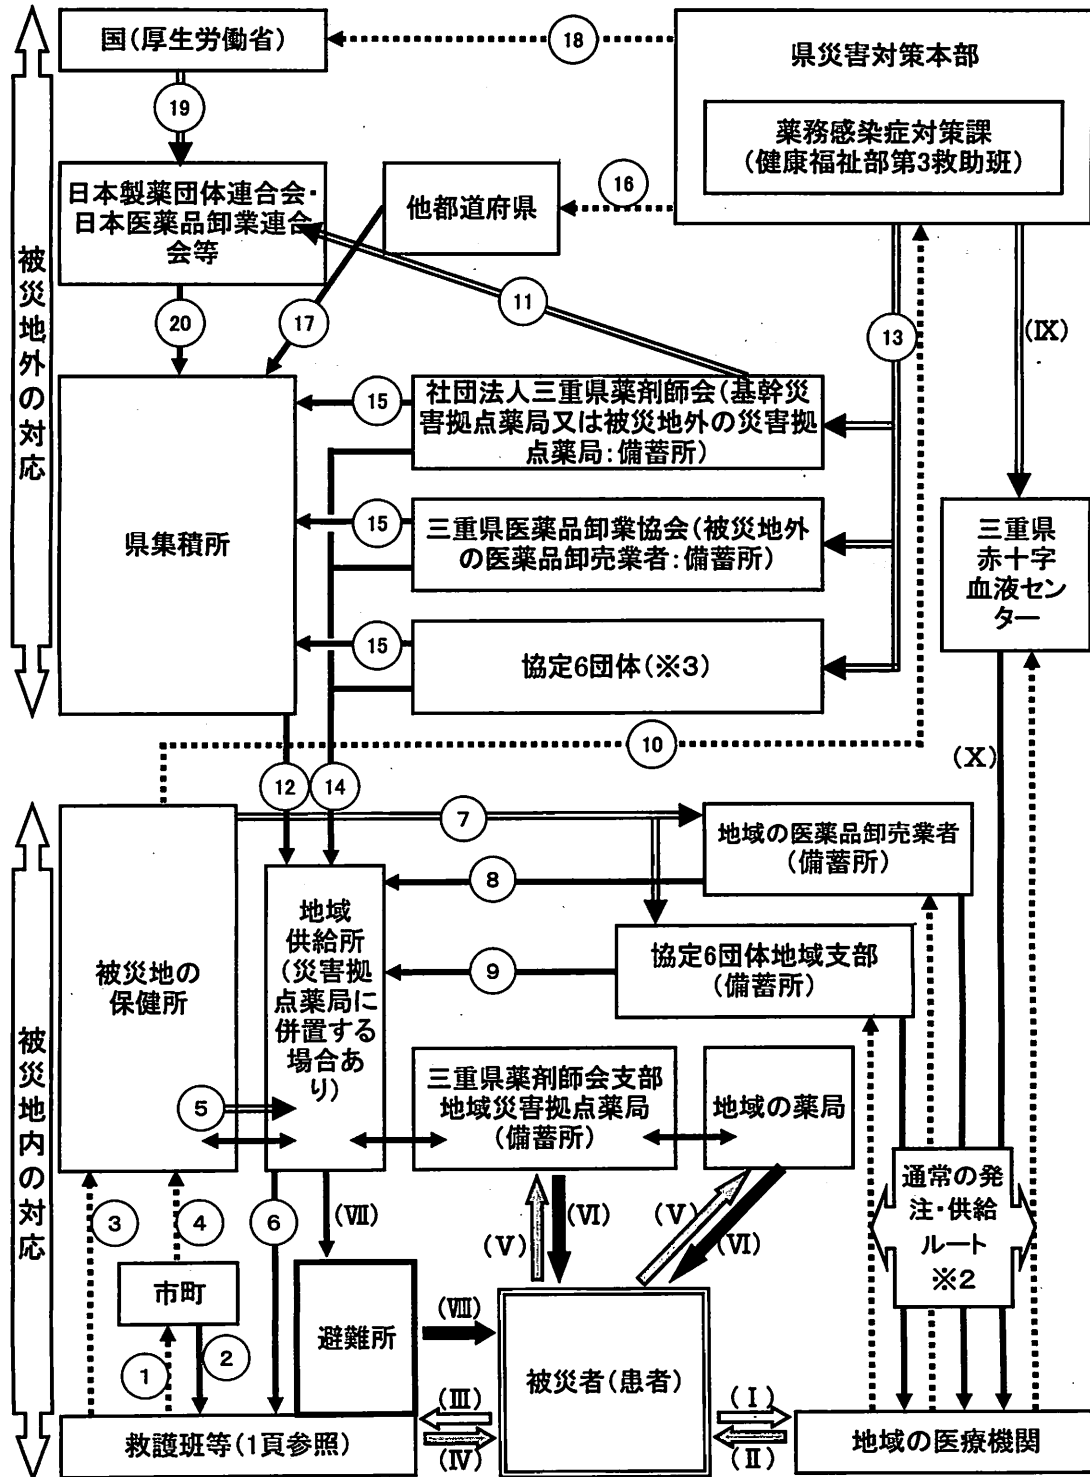 国(厚生労働省)
18
県災害対策本部
薬務感染症対策課
(健康福祉部第3救助班)
19
日本製薬団体連合会・
日本医薬品卸業連合
会等
他都道府県
16
被災地外の対応
20
17
11
13
(Ⅸ)
県集積所
15
社団法人三重県薬剤師会(基幹災
害拠点薬局又は被災地外の災害拠
点薬局:備蓄所)
15
三重県医薬品卸業協会(被災地外
の医薬品卸売業者:備蓄所)
15
協定6団体(※3)
三重県
赤十字
血液セン
ター
10
(Ⅹ)
12
14
被災地内の対応
被災地の
保健所
7
地域の医薬品卸売業者
(備蓄所)
8
地域
供給所
(災害拠
点薬局に
併置する
場合あ
り)
9
協定6団体地域支部
(備蓄所)
5
三重県薬剤師会支部
地域災害拠点薬局
(備蓄所)
地域の薬局
通常の発
注・供給
ルート
※2
3
4
6
(Ⅶ)
(Ⅴ)
(Ⅵ)
(Ⅴ)
(Ⅵ)
市町
1
2
避難所
(Ⅷ)
被災者(患者)
(Ⅲ)
(Ⅳ)
(Ⅰ)
(Ⅱ)
救護班等(1頁参照)
地域の医療機関